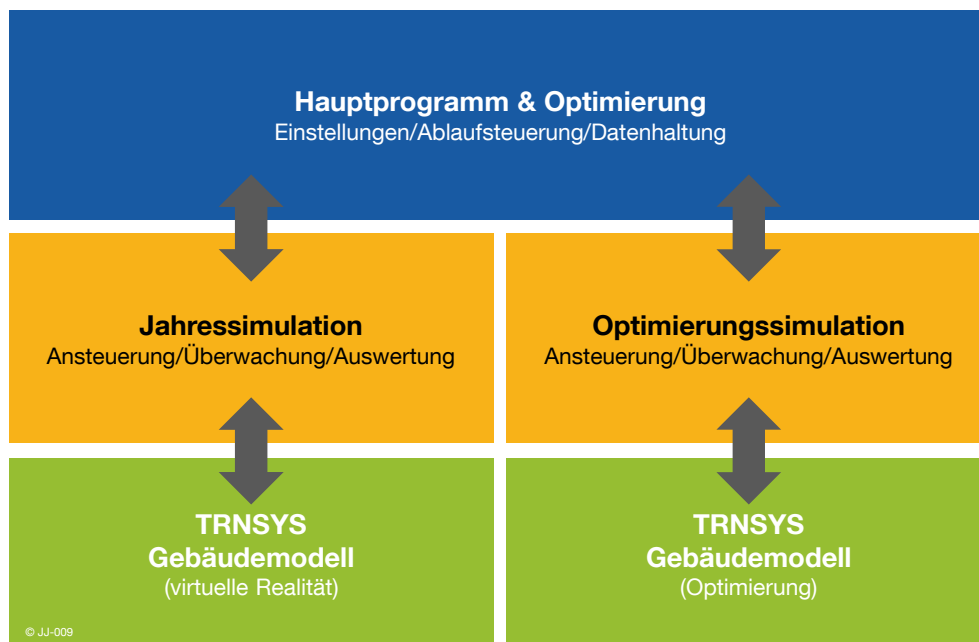 Hauptprogramm & Optimierung
Einstellungen/Ablaufsteuerung/Datenhaltung
Jahressimulation
Ansteuerung/Überwachung/Auswertung
Optimierungssimulation
Ansteuerung/Überwachung/Auswertung
TRNSYS
Gebäudemodell
(virtuelle Realität)
TRNSYS
Gebäudemodell
(Optimierung)
© JJ-009